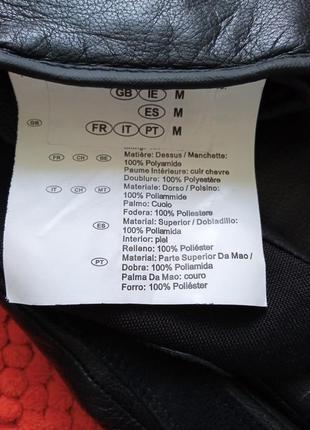 GB IE M
ES M
FR IT PT M
GB
FR CH BE Matière: Dessus / Manchette:
100% Polyamide
Paume Intérieure: cuir chevre
Doublure: 100% Polyestère
IT CH MT Materiale: Dorso / Polsino:
100% Poliammide
Palmo: Cuoio
Fodera: 100% Poliestere
ES Material: Superior / Dobladillo:
100% Poliamida
Interior: piel
Relleno: 100% Poliéster
PT Material: Parte Superior Da Mao /
Dobra: 100% Poliamida
Palma Da Mao: couro
Forro: 100% Poliéster